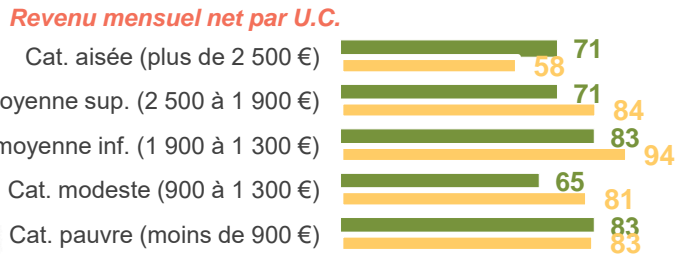 Revenu mensuel net par U.C.
Cat. aisée (plus de 2 500 €) 71
58
sup. (2 500 à 1 900 €) 71
84
inf. (1 900 à 1 300 €) 83
94
Cat. modeste (900 à 1 300 €) 65
81
Cat. pauvre (moins de 900 €) 83
83